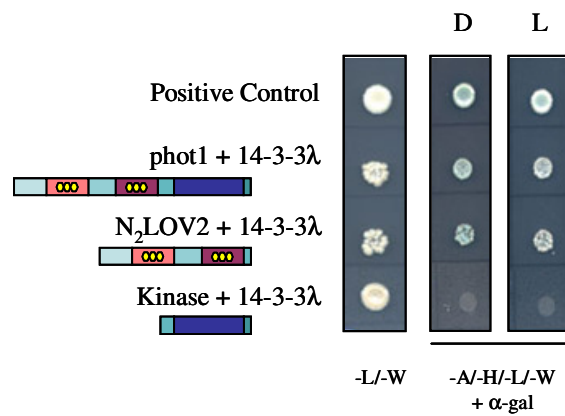 D L
Positive Control
phot1 + 14-3-3λ
N₂LOV2 + 14-3-3λ
Kinase + 14-3-3λ
-L/-W -A/-H/-L/-W
+ α-gal